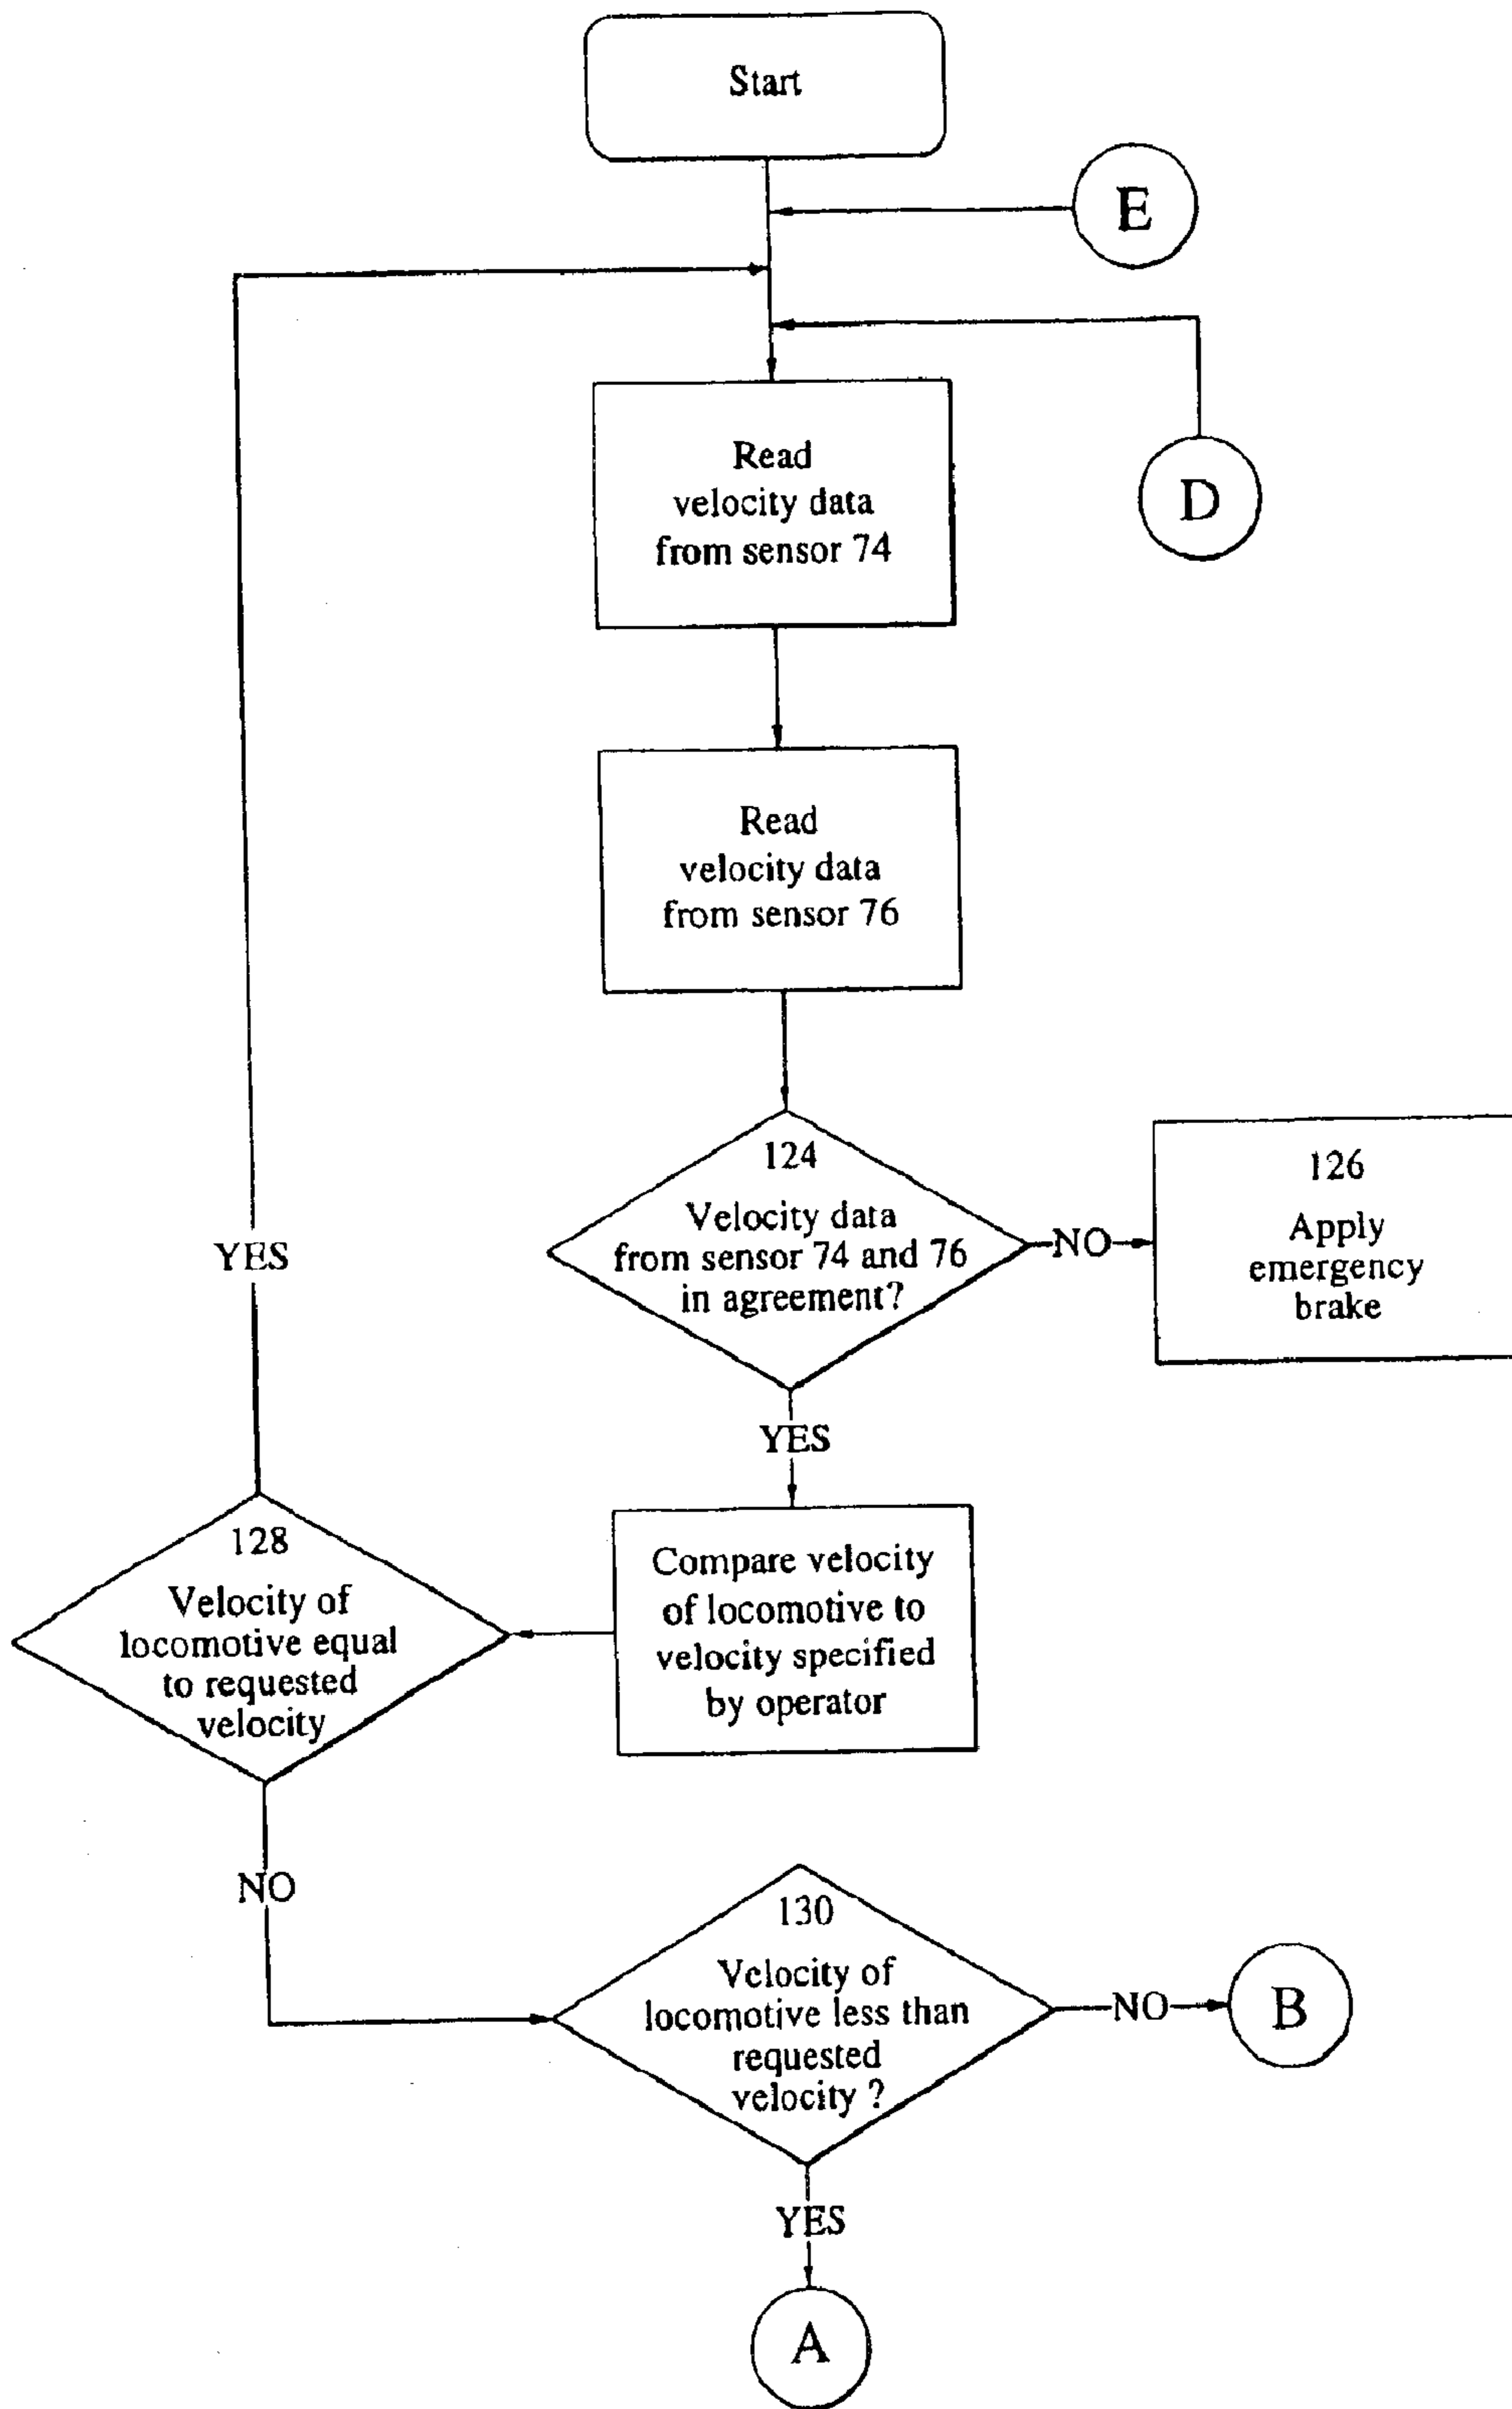 Start
E
Read
velocity data
from sensor 74
D
Read
velocity data
from sensor 76
124
Velocity data
from sensor 74 and 76
in agreement?
NO
126
Apply
emergency
brake
YES
YES
Compare velocity
of locomotive to
velocity specified
by operator
128
Velocity of
locomotive equal
to requested
velocity
NO
130
Velocity of
locomotive less than
requested
velocity ?
NO
B
YES
A